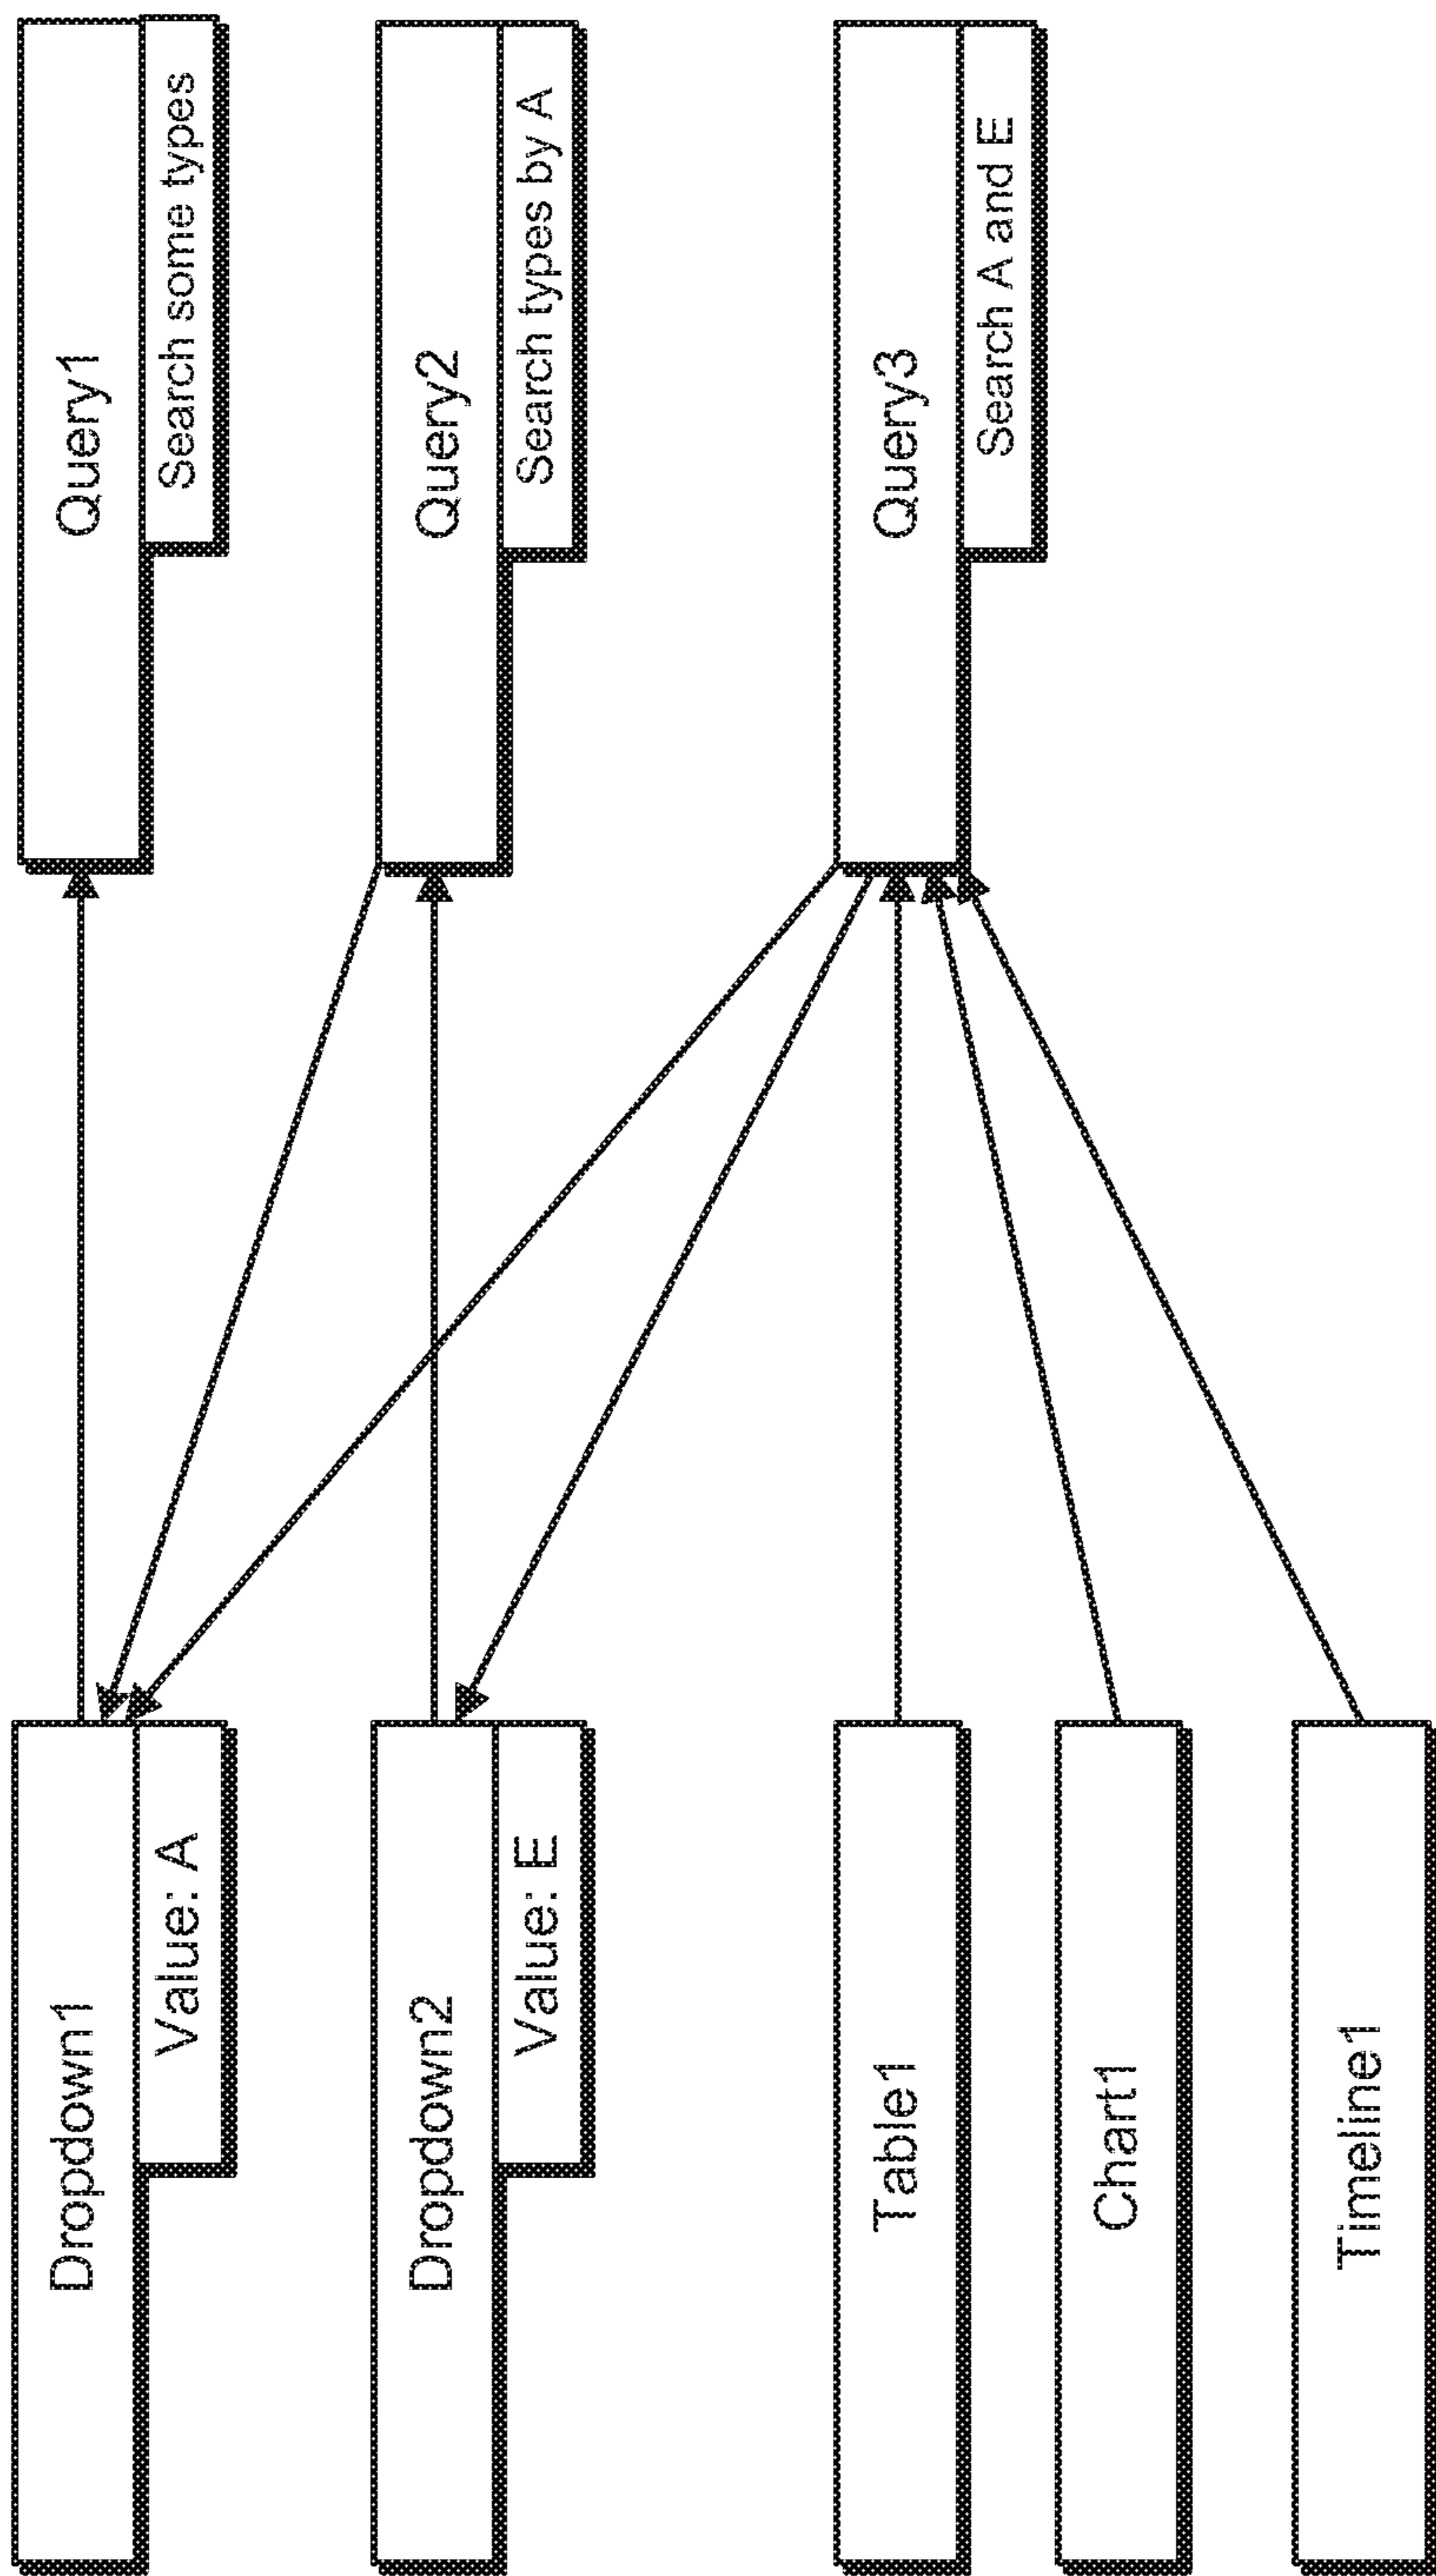 Dropdown1
Value: A
Query1
Search some types
Dropdown2
Value: E
Query2
Search types by A
Table1
Query3
Search A and E
Chart1
Timeline1